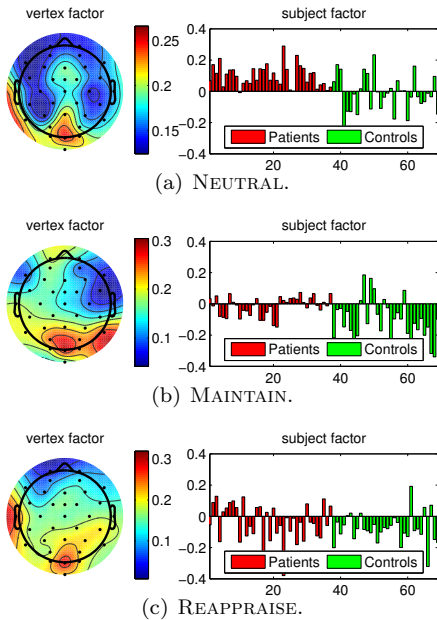 vertex factor subject factor
0.25
0.2
0.15
0.4
0.2
0
−0.2
−0.4
Patients Controls
20 40 60
(a) NEUTRAL.
vertex factor subject factor
0.3
0.2
0.1
0.4
0.2
0
−0.2
−0.4
Patients Controls
20 40 60
(b) MAINTAIN.
vertex factor subject factor
0.3
0.2
0.1
0.4
0.2
0
−0.2
−0.4
Patients Controls
20 40 60
(c) REAPPRAISE.